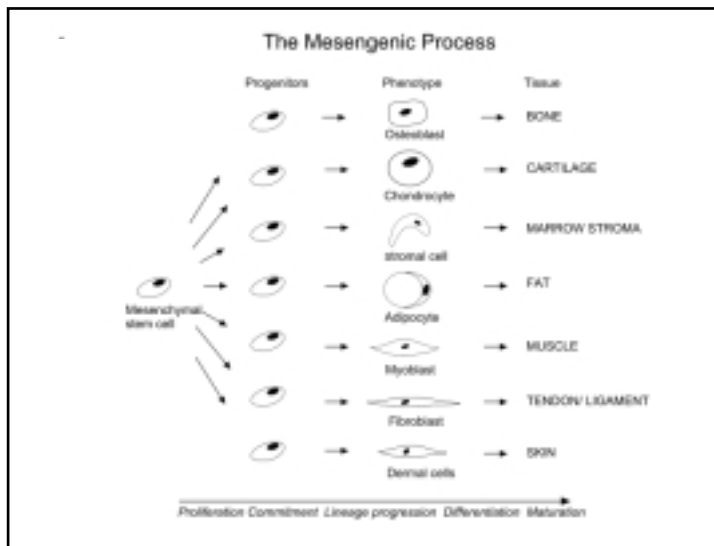 The Mesengenic Process
Progenitors Phenotype Tissue
Osteoblast BONE
Chondrocyte CARTILAGE
stromal cell MARROW STROMA
Mesenchymal
stem cell
Adipocyte FAT
Myoblast MUSCLE
Fibroblast TENDON/ LIGAMENT
Dermal cells SKIN
Proliferation Commitment Lineage progression Differentiation Maturation